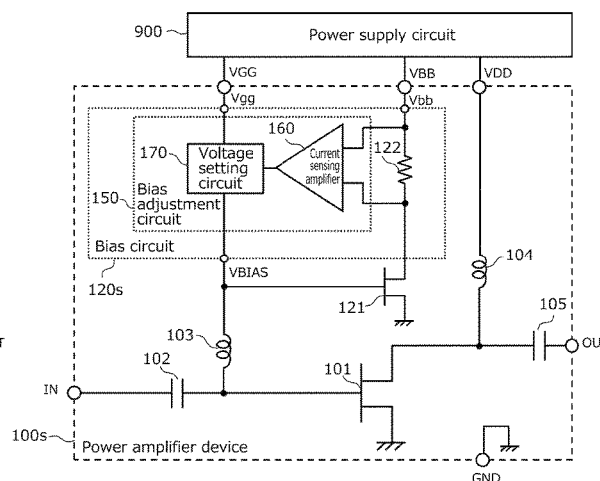 900
Power supply circuit
VGG
VBB
VDD
Vgg
Vbb
160
170
Voltage setting circuit
Current sensing amplifier
122
150
Bias adjustment circuit
Bias circuit
120s
VBIAS
104
121
103
105
102
T
101
OU
IN
100s
Power amplifier device
GND